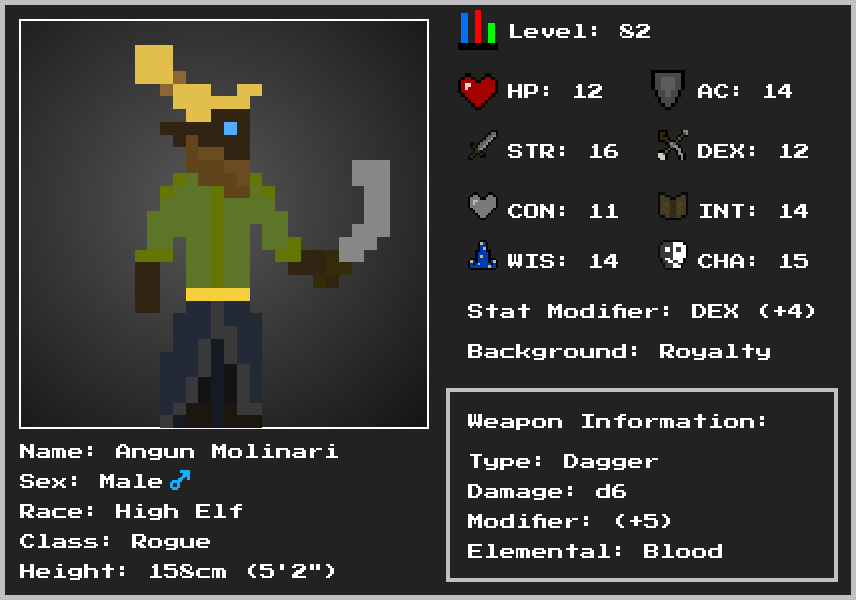 Level: 82
HP: 12 AC: 14
STR: 16 DEX: 12
CON: 11 INT: 14
WIS: 14 CHA: 15
Stat Modifier: DEX (+4)
Background: Royalty
Weapon Information:
Type: Dagger
Damage: d6
Modifier: (+5)
Elemental: Blood
Name: Angun Molinari
Sex: Male ♂
Race: High Elf
Class: Rogue
Height: 158cm (5'2")